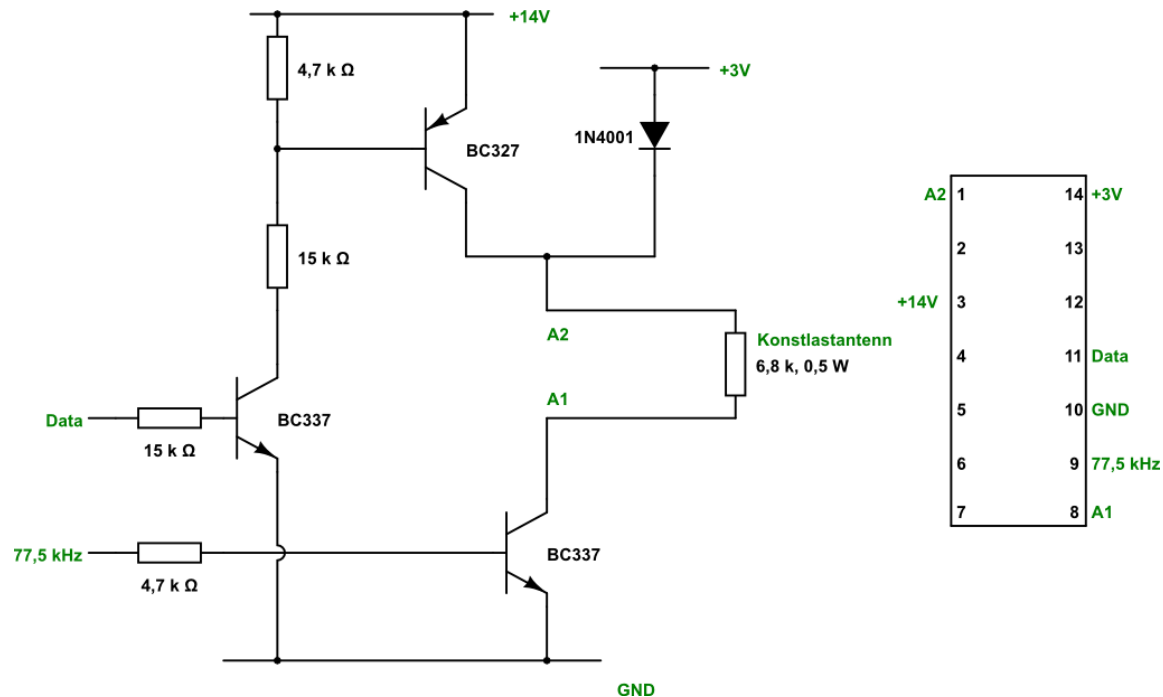 +14V
4,7 k Ω
+3V
1N4001
BC327
15 k Ω
A2
Konstlastantenn
6,8 k, 0,5 W
A1
Data
BC337
15 k Ω
77,5 kHz
4,7 k Ω
BC337
GND
A2 1 14 +3V
2 13
+14V 3 12
4 11 Data
5 10 GND
6 9 77,5 kHz
7 8 A1